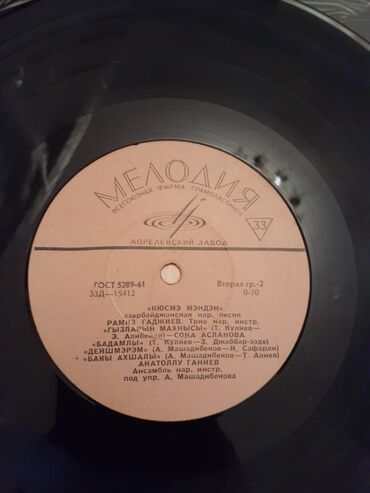 МЕЛОДИЯ
ВСЕСОЮЗНАЯ ФИРМА ГРАМПЛАСТИНОК
33
АПРЕЛЕВСКИЙ ЗАВОД
ГОСТ 5289-61 Вторая гр.-2
33Д—15412 0-70
«КЮСМЭ МЭНДЭН»
азербайджанская нар. песня
РАМИЗ ГАДЖИЕВ, Трио нар. инстр.
«ГЫЗЛАРЫН МАХНЫСЫ» (Т. Кулиев—
Э. Алибейли)—СОНА АСЛАНОВА
«БАДАМЛЫ» (Т. Кулиев—З. Джаббар-заде)
«ДЕЙШМЭРЭМ» (А. Машадибеков—И. Сафарли)
«БАКЫ АХШАЛЫ» (А. Машадибеков—Т. Алиев)
АНАТОЛЛУ ГАНИЕВ
Ансамбль нар. инстр.
под упр. А. Машадибекова